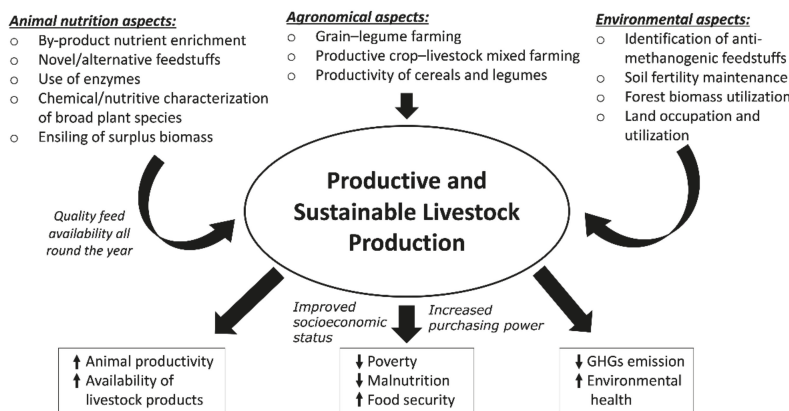 Animal nutrition aspects:
○ By-product nutrient enrichment
○ Novel/alternative feedstuffs
○ Use of enzymes
○ Chemical/nutritive characterization
of broad plant species
○ Ensiling of surplus biomass
Agronomical aspects:
○ Grain–legume farming
○ Productive crop–livestock mixed farming
○ Productivity of cereals and legumes
Environmental aspects:
○ Identification of anti-
methanogenic feedstuffs
○ Soil fertility maintenance
○ Forest biomass utilization
○ Land occupation and
utilization
Productive and
Sustainable Livestock
Production
Quality feed
availability all
round the year
Improved
socioeconomic
status
Increased
purchasing power
↑ Animal productivity
↑ Availability of
livestock products
↓ Poverty
↓ Malnutrition
↑ Food security
↓ GHGs emission
↑ Environmental
health